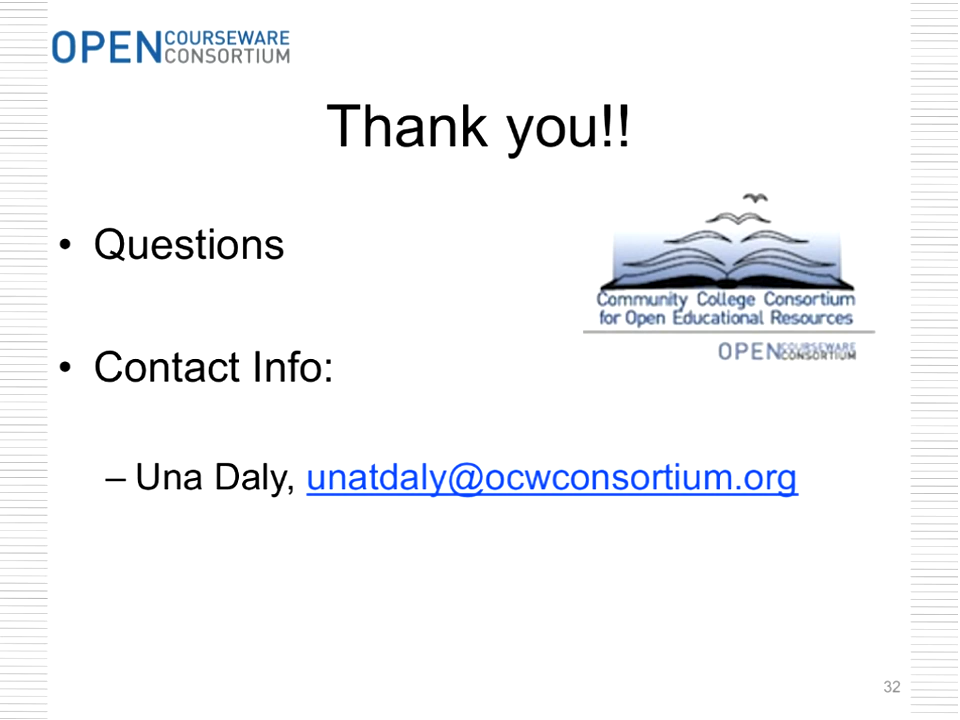 OPEN COURSEWARE CONSORTIUM
Thank you!!
• Questions
Community College Consortium
for Open Educational Resources
OPEN COURSEWARE CONSORTIUM
• Contact Info:
– Una Daly, unatdaly@ocwconsortium.org
32